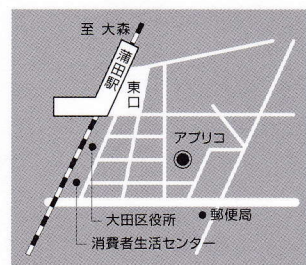 至 大森
蒲田駅
東口
アプリコ
大田区役所
郵便局
消費者生活センター